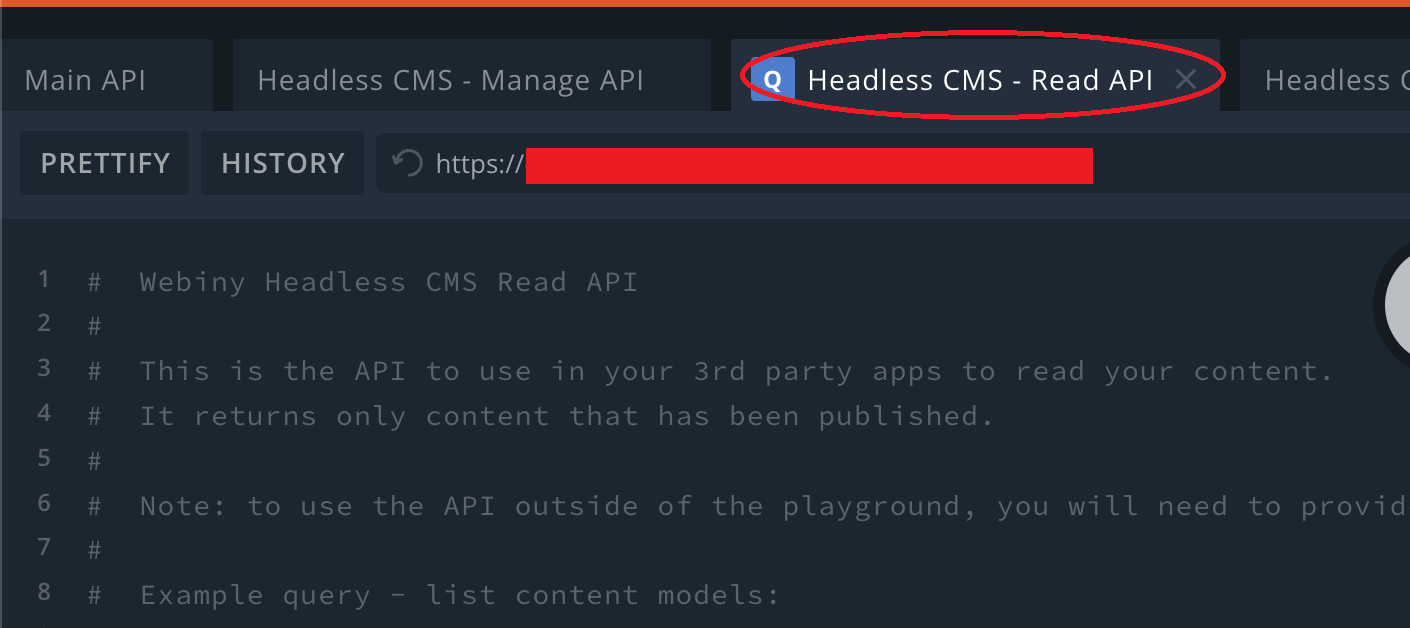 Main API
Headless CMS - Manage API
Q Headless CMS - Read API
Headless
PRETTIFY
HISTORY
https://
1 # Webiny Headless CMS Read API
2 #
3 # This is the API to use in your 3rd party apps to read your content.
4 # It returns only content that has been published.
5 #
6 # Note: to use the API outside of the playground, you will need to
7 #
8 # Example query - list content models: